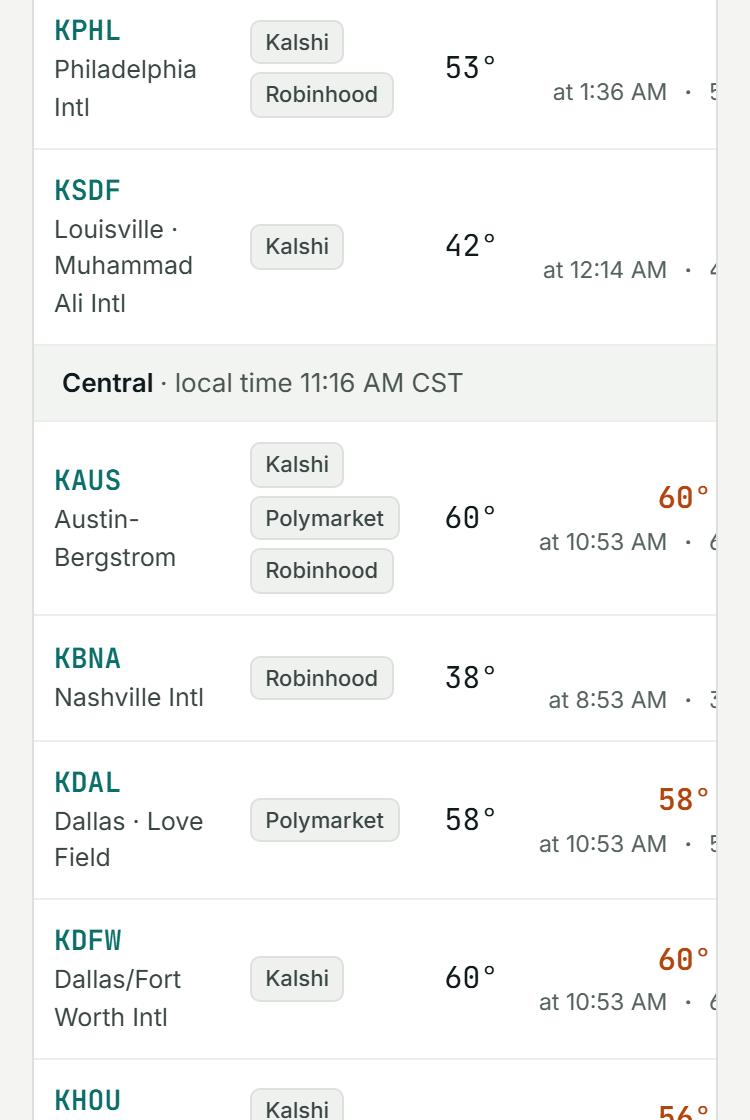 KPHL
Philadelphia
Intl
Kalshi
Robinhood
53°
at 1:36 AM ·
KSDF
Louisville ·
Muhammad
Ali Intl
Kalshi
42°
at 12:14 AM ·
Central · local time 11:16 AM CST
KAUS
Austin-
Bergstrom
Kalshi
Polymarket
Robinhood
60°
60°
at 10:53 AM ·
KBNA
Nashville Intl
Robinhood
38°
at 8:53 AM ·
KDAL
Dallas · Love
Field
Polymarket
58°
58°
at 10:53 AM ·
KDFW
Dallas/Fort
Worth Intl
Kalshi
60°
60°
at 10:53 AM ·
KHOU
Kalshi
56°